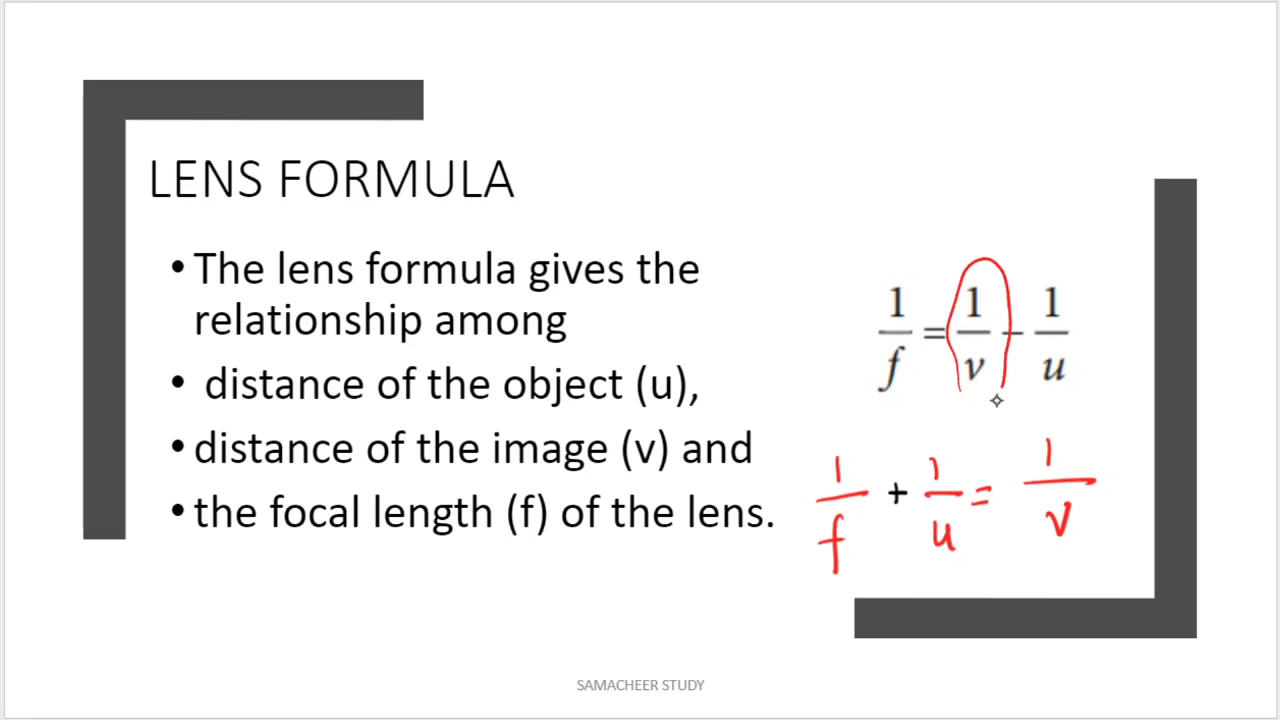 LENS FORMULA
• The lens formula gives the
relationship among
• distance of the object (u),
• distance of the image (v) and
• the focal length (f) of the lens.
1/f = 1/v − 1/u
1/f + 1/u = 1/v
SAMACHEER STUDY